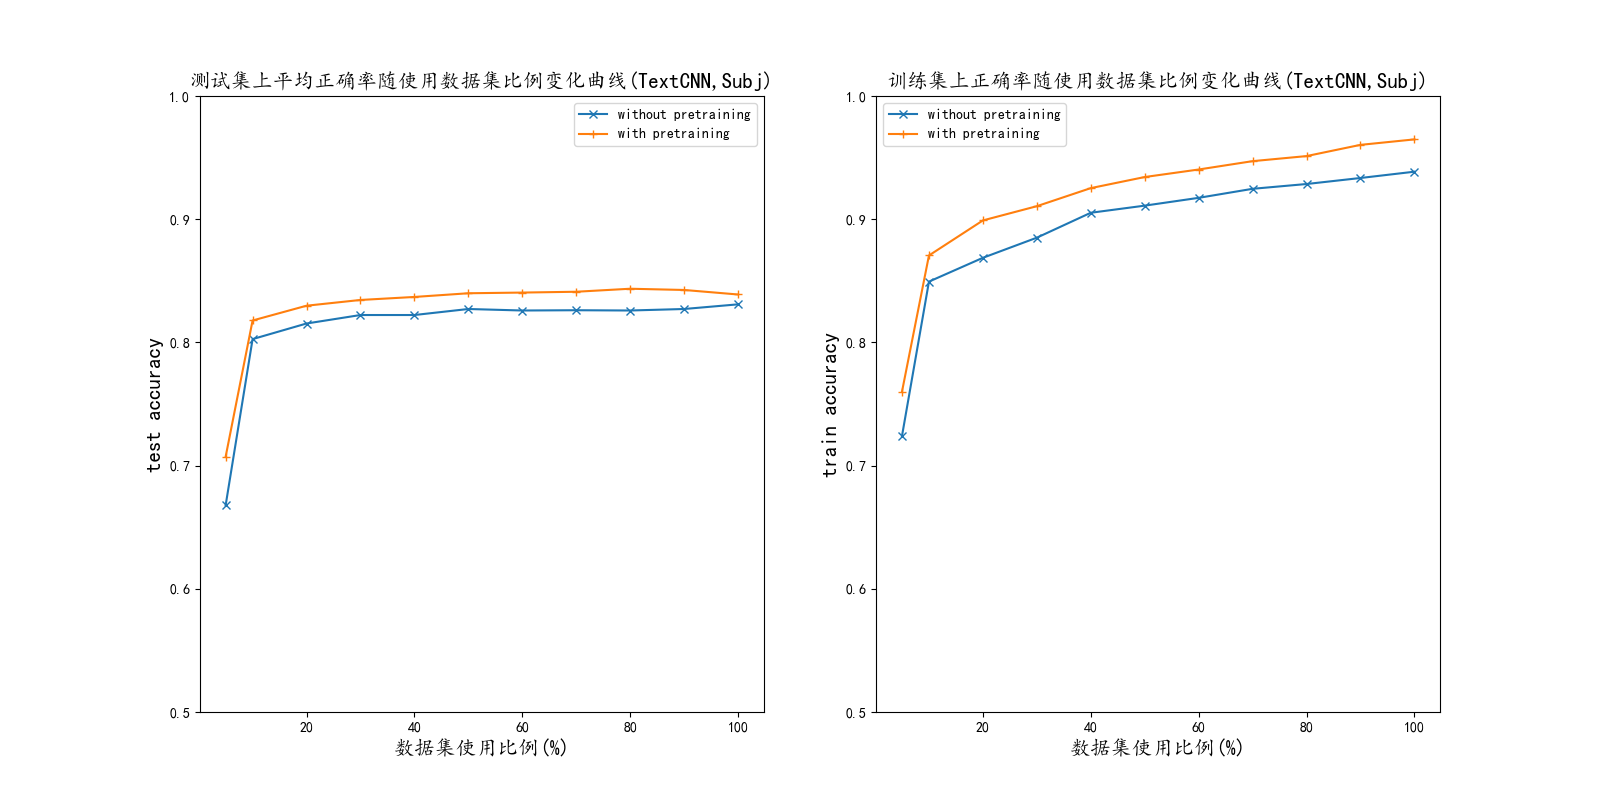 测试集上平均正确率随使用数据集比例变化曲线(TextCNN,Subj)
without pretraining
with pretraining
test accuracy
1.0
0.9
0.8
0.7
0.6
0.5
20
40
60
80
100
数据集使用比例(%)
训练集上正确率随使用数据集比例变化曲线(TextCNN,Subj)
without pretraining
with pretraining
train accuracy
1.0
0.9
0.8
0.7
0.6
0.5
20
40
60
80
100
数据集使用比例(%)